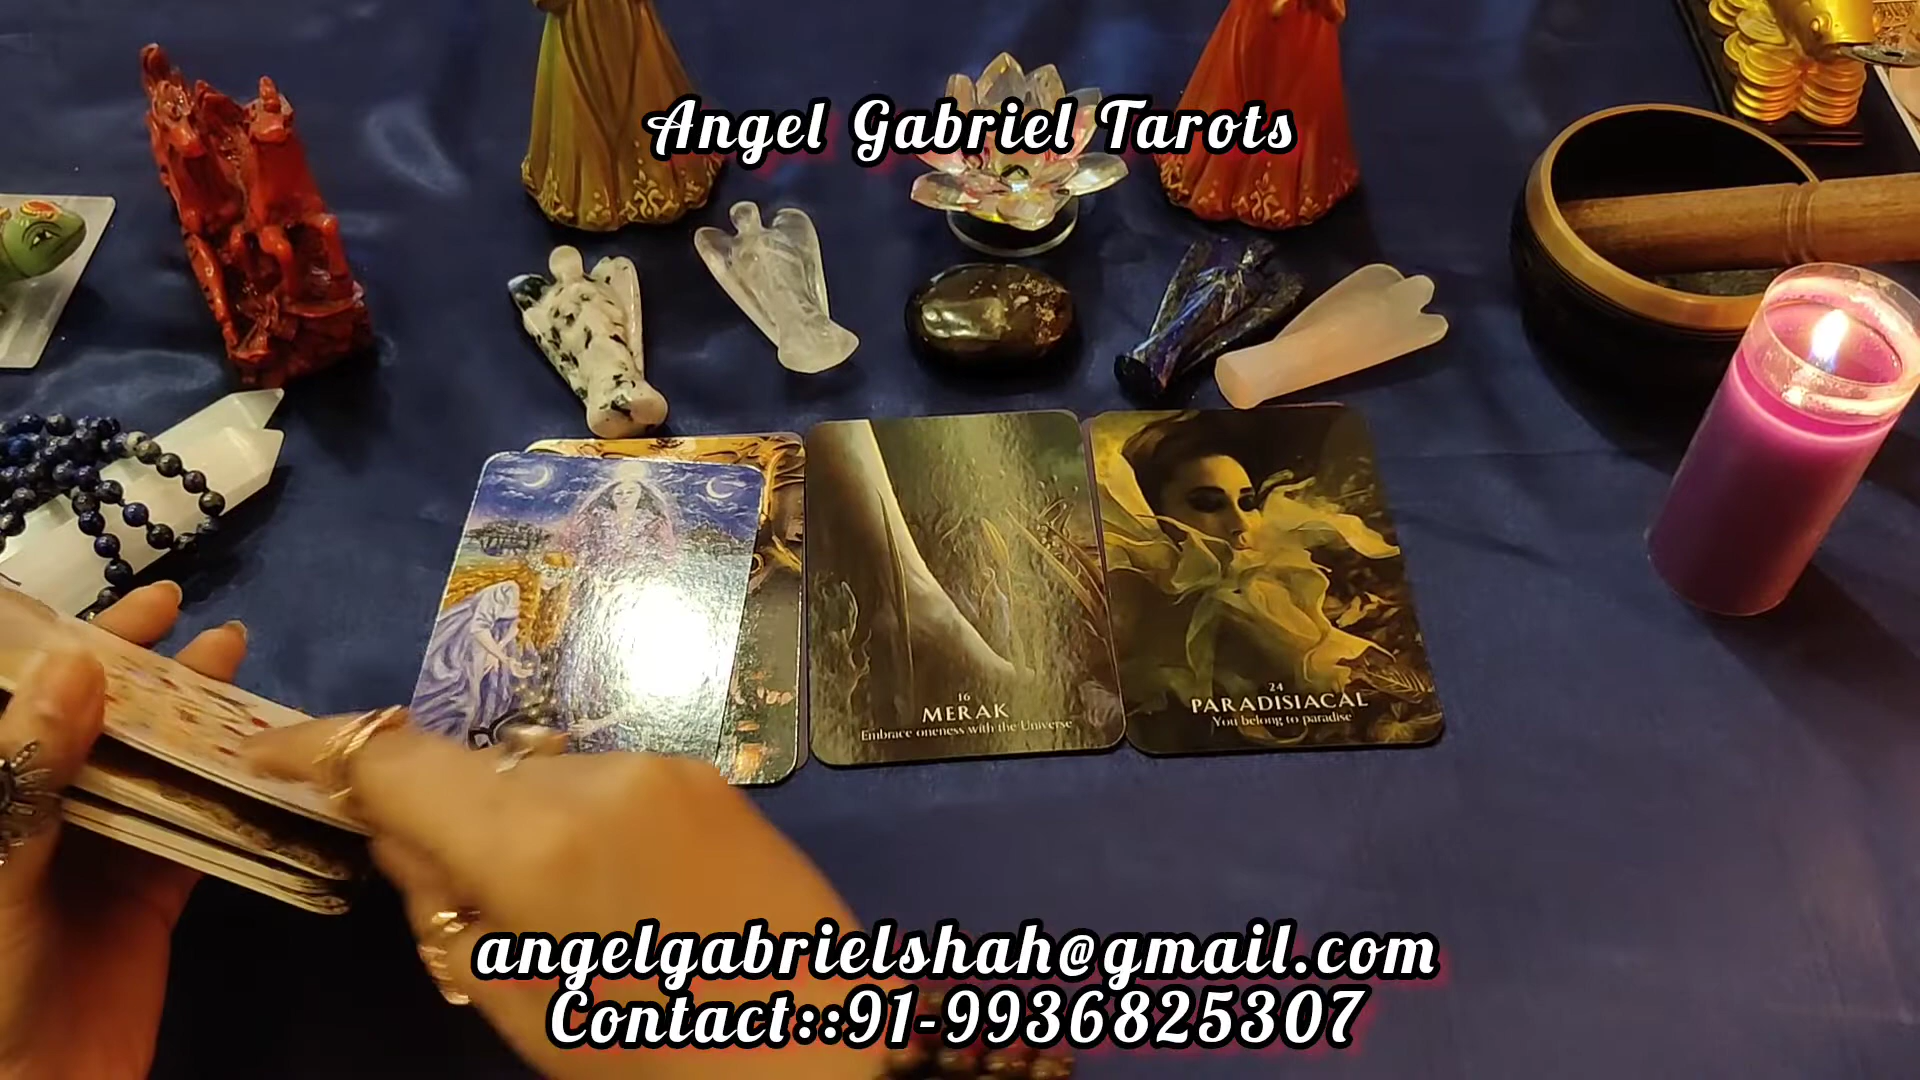 Angel Gabriel Tarots
16
MERAK
Embrace oneness with the Universe
24
PARADISIACAL
You belong to paradise
angelgabrielshah@gmail.com
Contact::91-9936825307